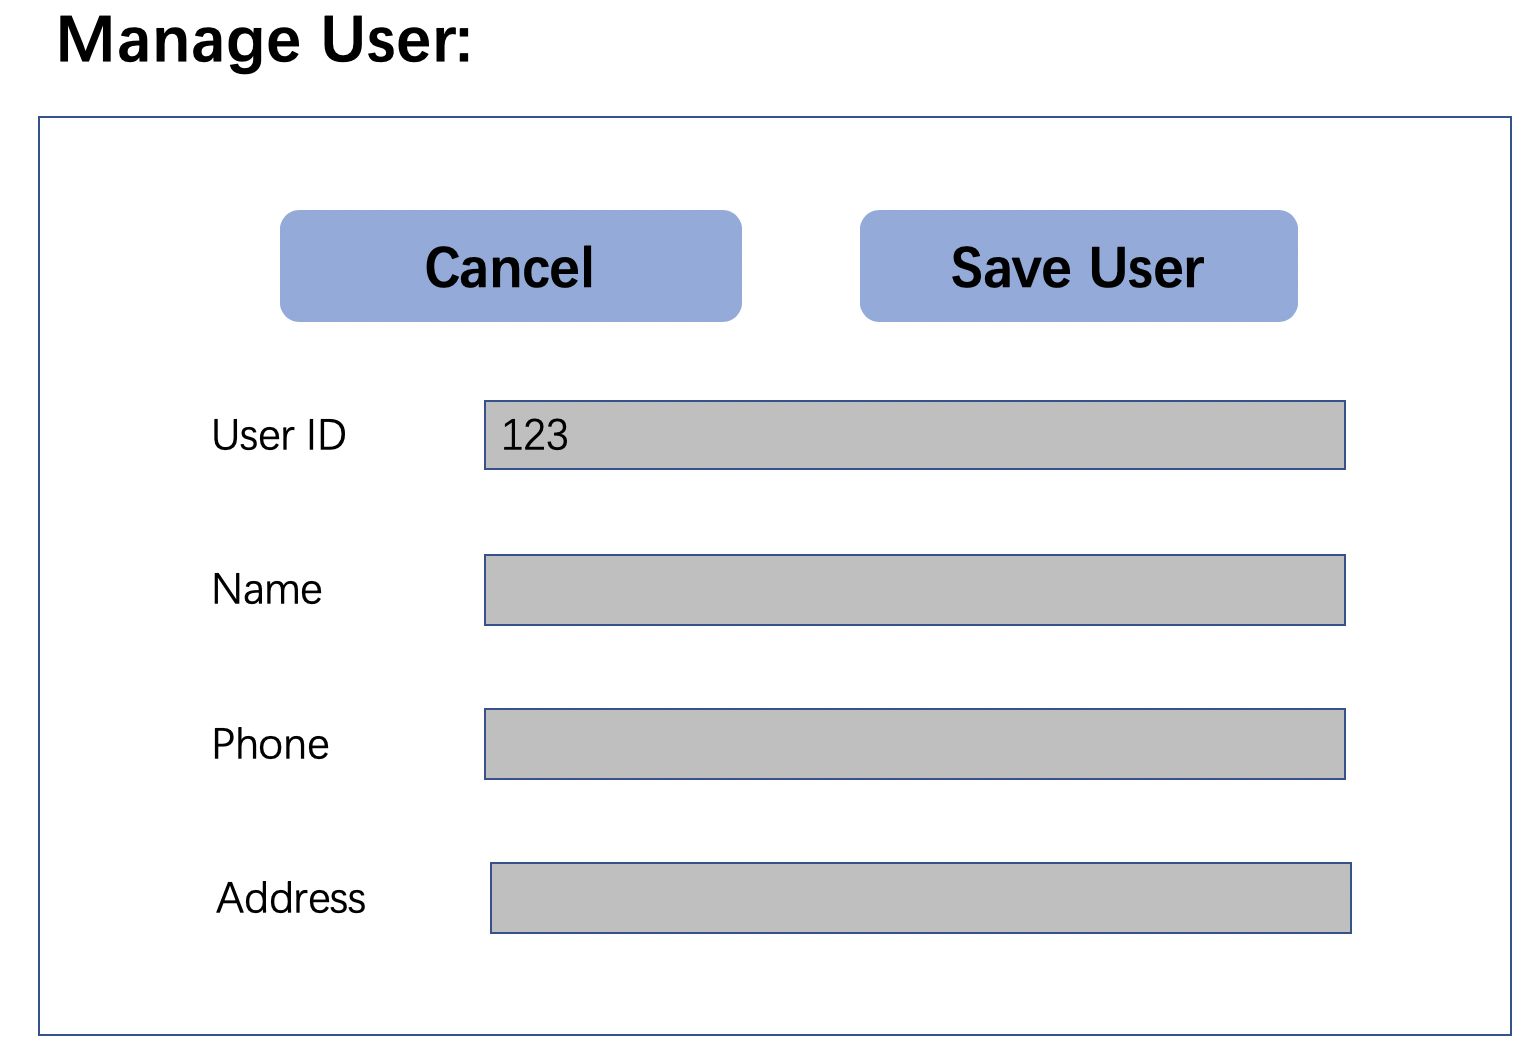 Manage User:
Cancel
Save User
User ID
123
Name
Phone
Address